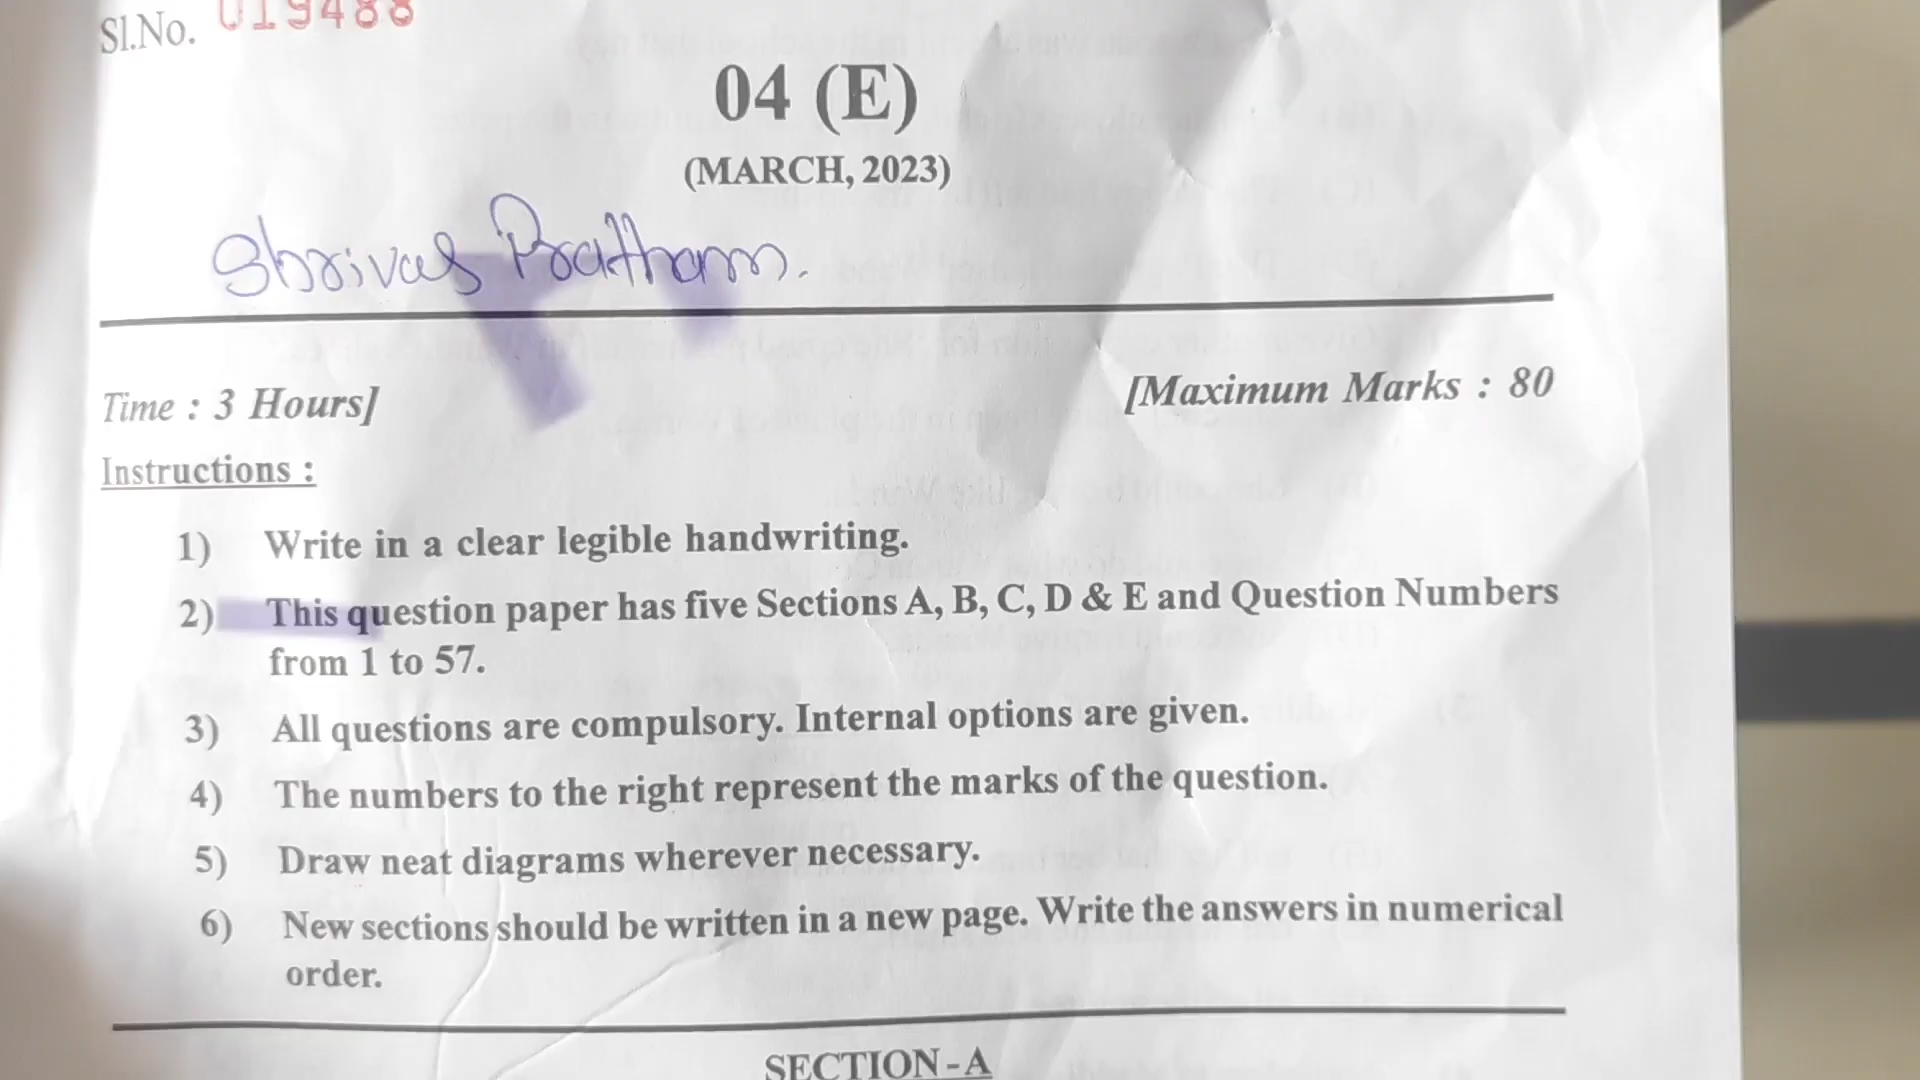 Sl.No. 019488
04 (E)
(MARCH, 2023)
Shrivas Pratham.
Time : 3 Hours]
[Maximum Marks : 80
Instructions :
1) Write in a clear legible handwriting.
2) This question paper has five Sections A, B, C, D & E and Question Numbers
from 1 to 57.
3) All questions are compulsory. Internal options are given.
4) The numbers to the right represent the marks of the question.
5) Draw neat diagrams wherever necessary.
6) New sections should be written in a new page. Write the answers in numerical
order.
SECTION-A